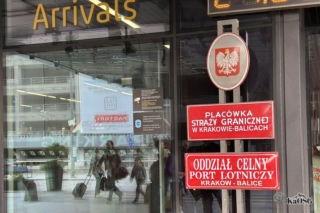 Arrivals
PLACÓWKA
STRAŻY GRANICZNEJ
W KRAKOWIE-BALICACH
ODDZIAŁ CELNY
PORT LOTNICZY
KRAKÓW - BALICE